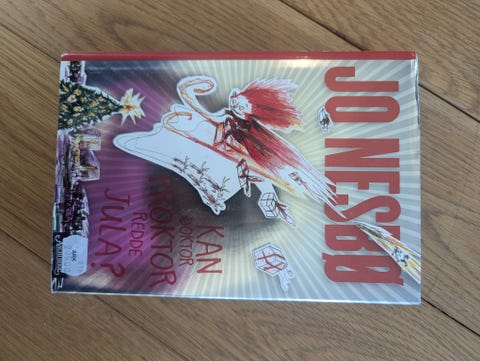 JO NESBØ
KAN
DOKTOR
PROKTOR
REDDE
JULA?